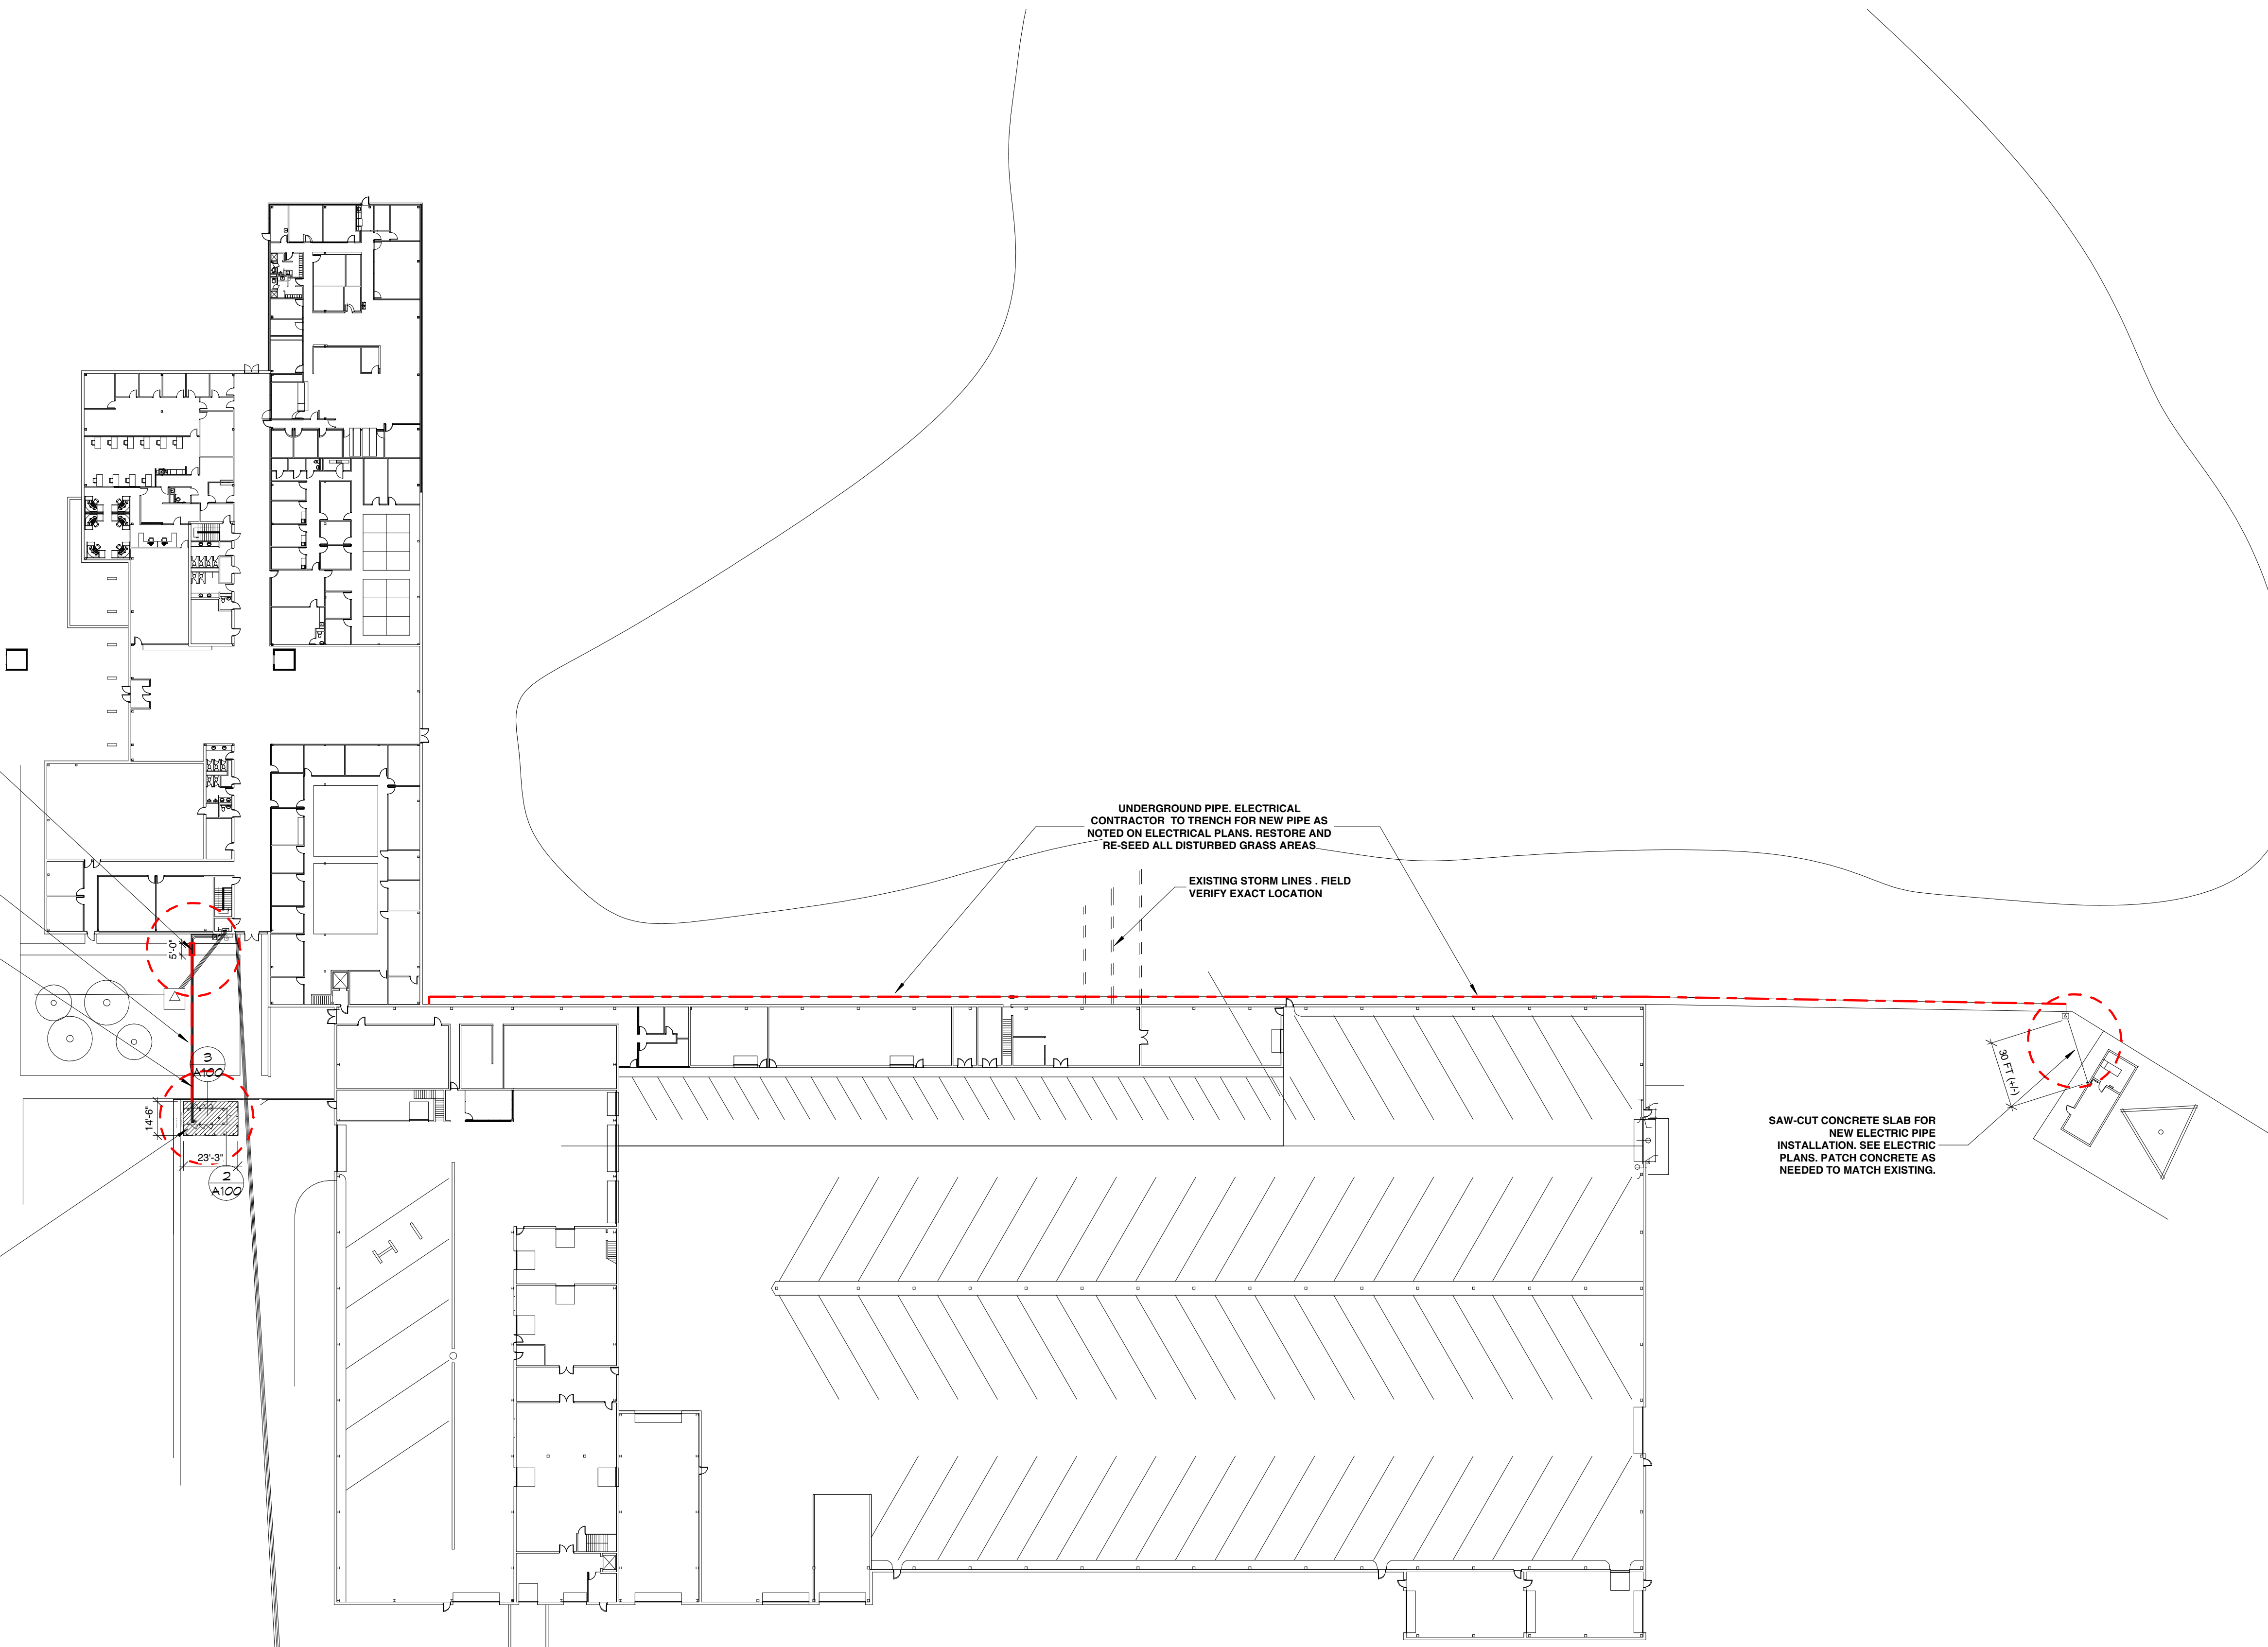 UNDERGROUND PIPE. ELECTRICAL
CONTRACTOR TO TRENCH FOR NEW PIPE AS
NOTED ON ELECTRICAL PLANS. RESTORE AND
RE-SEED ALL DISTURBED GRASS AREAS
EXISTING STORM LINES . FIELD
VERIFY EXACT LOCATION
5'-0"
3
A100
14'-6"
23'-3"
2
A100
30 FT (+/-)
SAW-CUT CONCRETE SLAB FOR
NEW ELECTRIC PIPE
INSTALLATION. SEE ELECTRIC
PLANS. PATCH CONCRETE AS
NEEDED TO MATCH EXISTING.